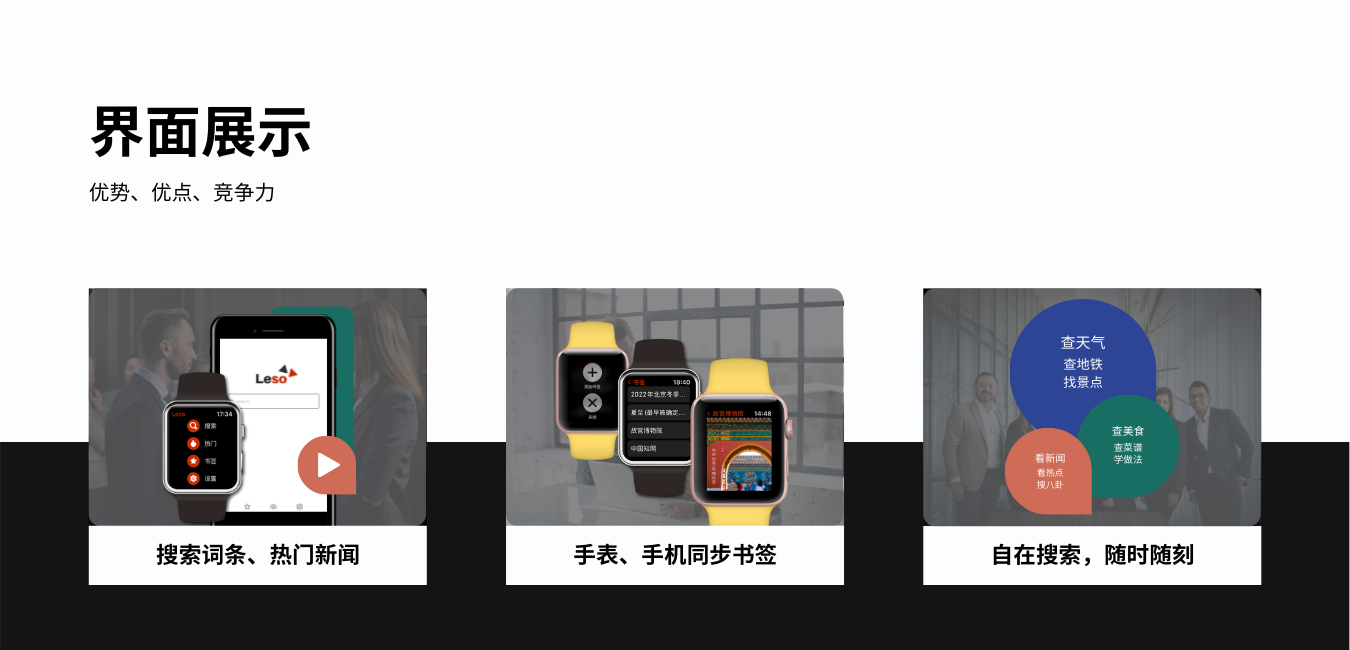 界面展示
优势、优点、竞争力
Leso
Leso
17:34
搜索
热门
书签
设置
搜索词条、热门新闻
添加书签
关闭
书签
18:40
2022年北京冬季...
夏至 (最早被确定...
故宫博物院
中国知网
故宫博物院
14:48
手表、手机同步书签
查天气
查地铁
找景点
查美食
查菜谱
学做法
看新闻
看热点
搜八卦
自在搜索，随时随刻